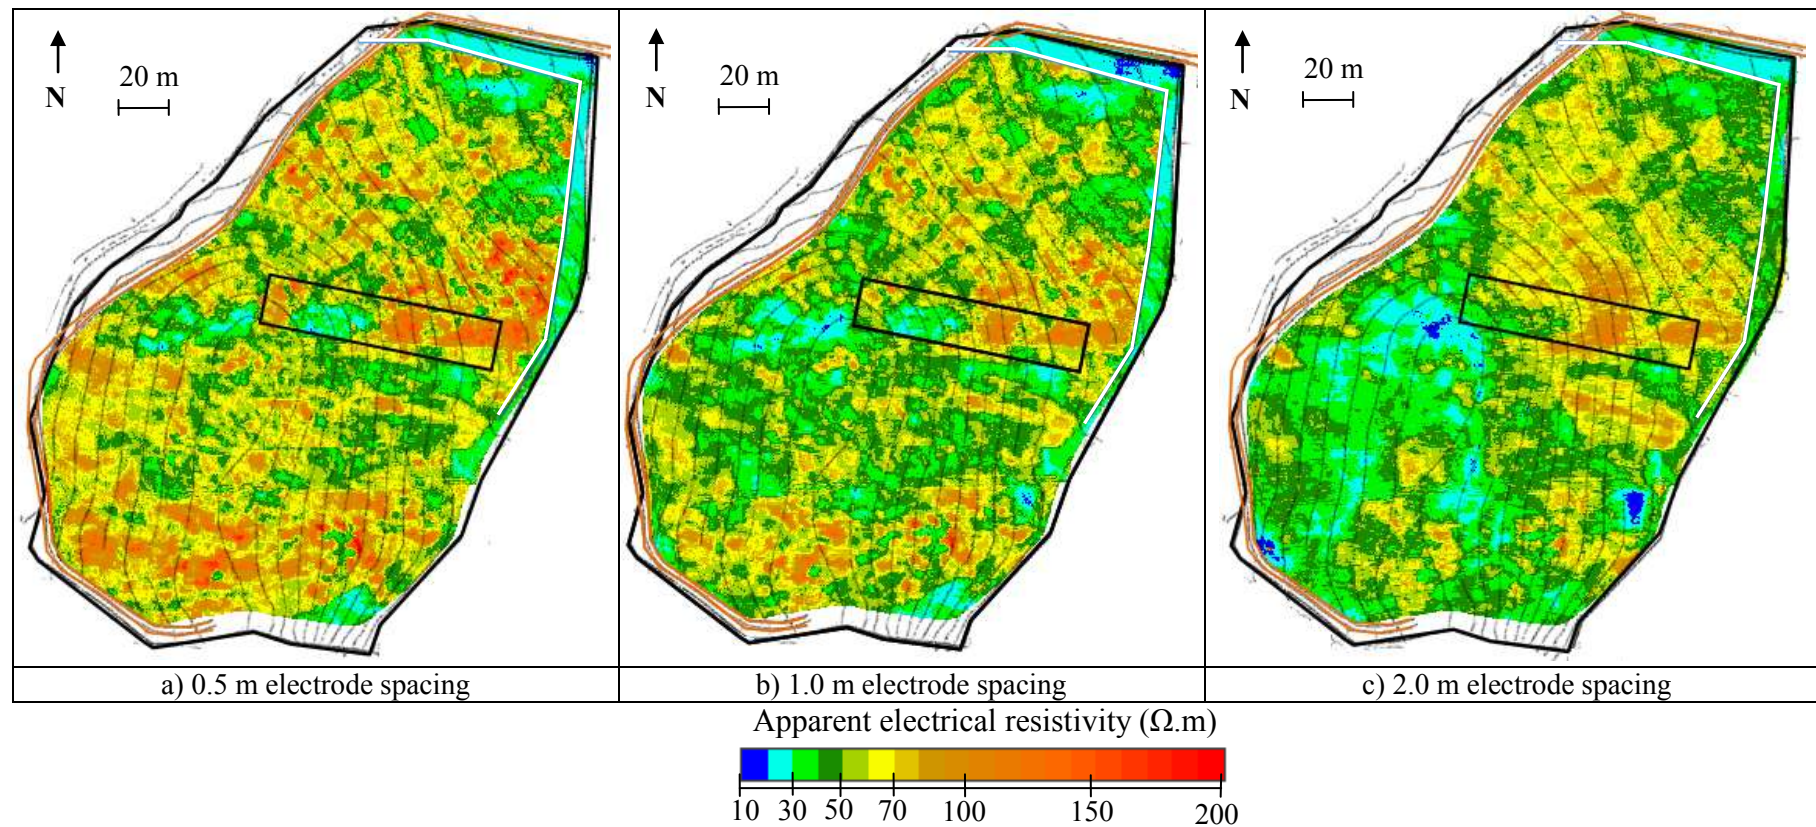 20 m
N
20 m
N
20 m
N
a) 0.5 m electrode spacing
b) 1.0 m electrode spacing
c) 2.0 m electrode spacing
Apparent electrical resistivity (Ω.m)
10 30 50 70 100 150 200